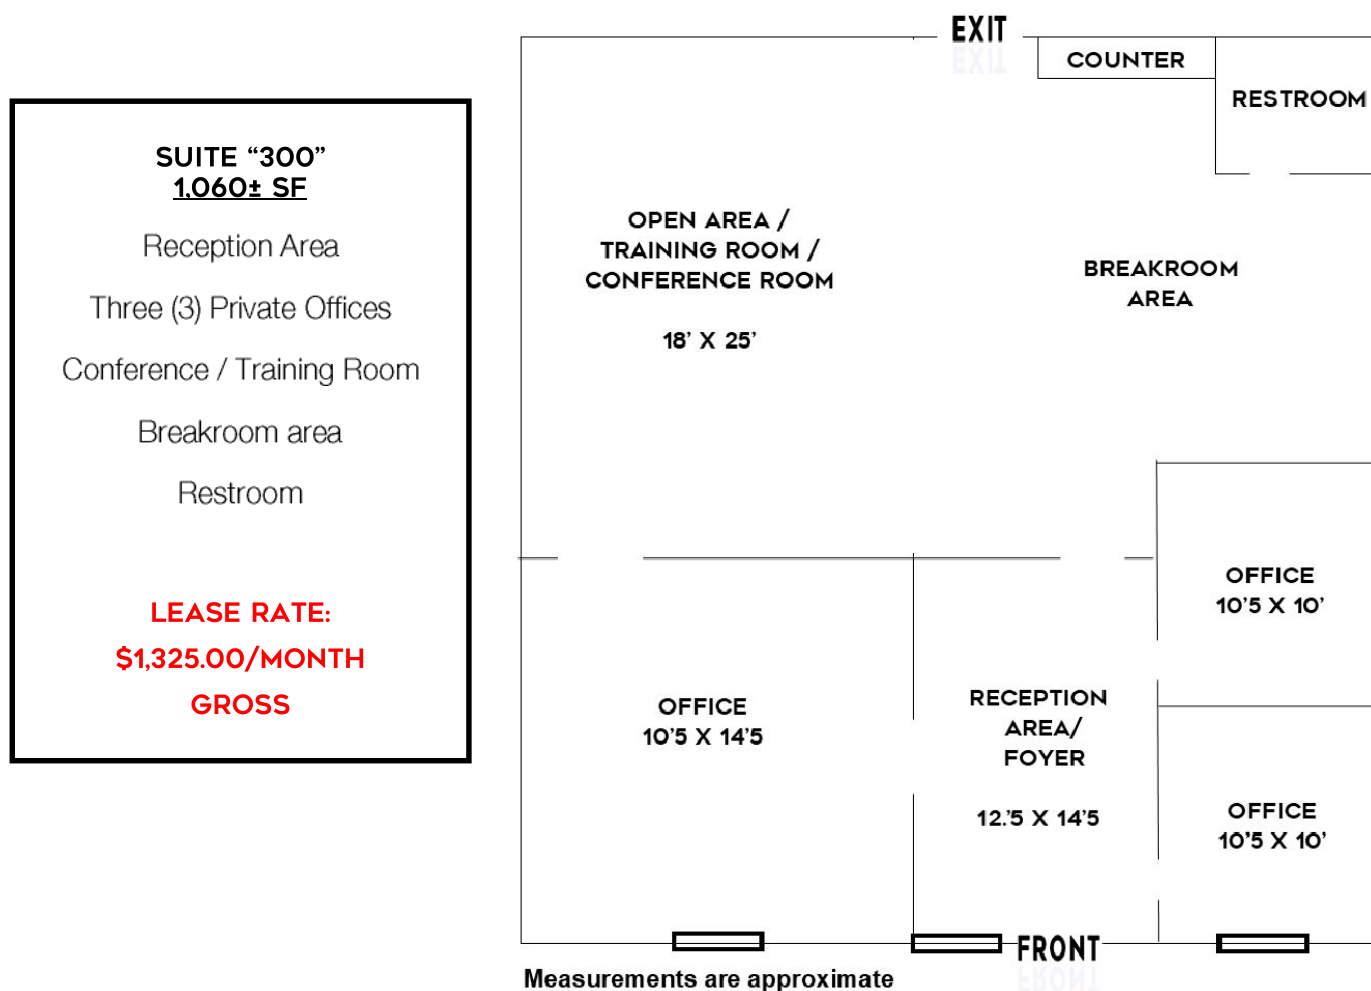 SUITE “300”
1,060± SF
Reception Area
Three (3) Private Offices
Conference / Training Room
Breakroom area
Restroom
LEASE RATE:
$1,325.00/MONTH
GROSS
EXIT
COUNTER
RESTROOM
OPEN AREA /
TRAINING ROOM /
CONFERENCE ROOM
18’ X 25’
BREAKROOM
AREA
OFFICE
10’5 X 10’
OFFICE
10’5 X 14’5
RECEPTION
AREA/
FOYER
12.’5 X 14’5
OFFICE
10’5 X 10’
FRONT
Measurements are approximate